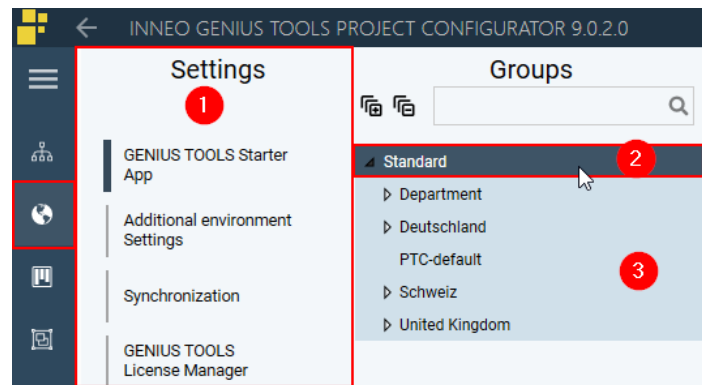 INNEO GENIUS TOOLS PROJECT CONFIGURATOR 9.0.2.0
Settings
1
GENIUS TOOLS Starter
App
Additional environment
Settings
Synchronization
GENIUS TOOLS
License Manager
Groups
Standard
2
Department
Deutschland
PTC-default
3
Schweiz
United Kingdom